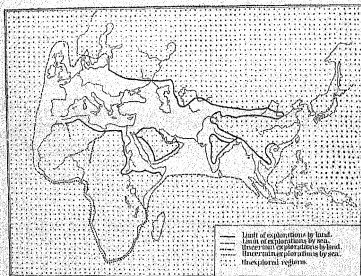 Limit of explorations by land.
Limit of explorations by sea.
Uncertain explorations by land.
Uncertain explorations by sea.
Unexplored regions.